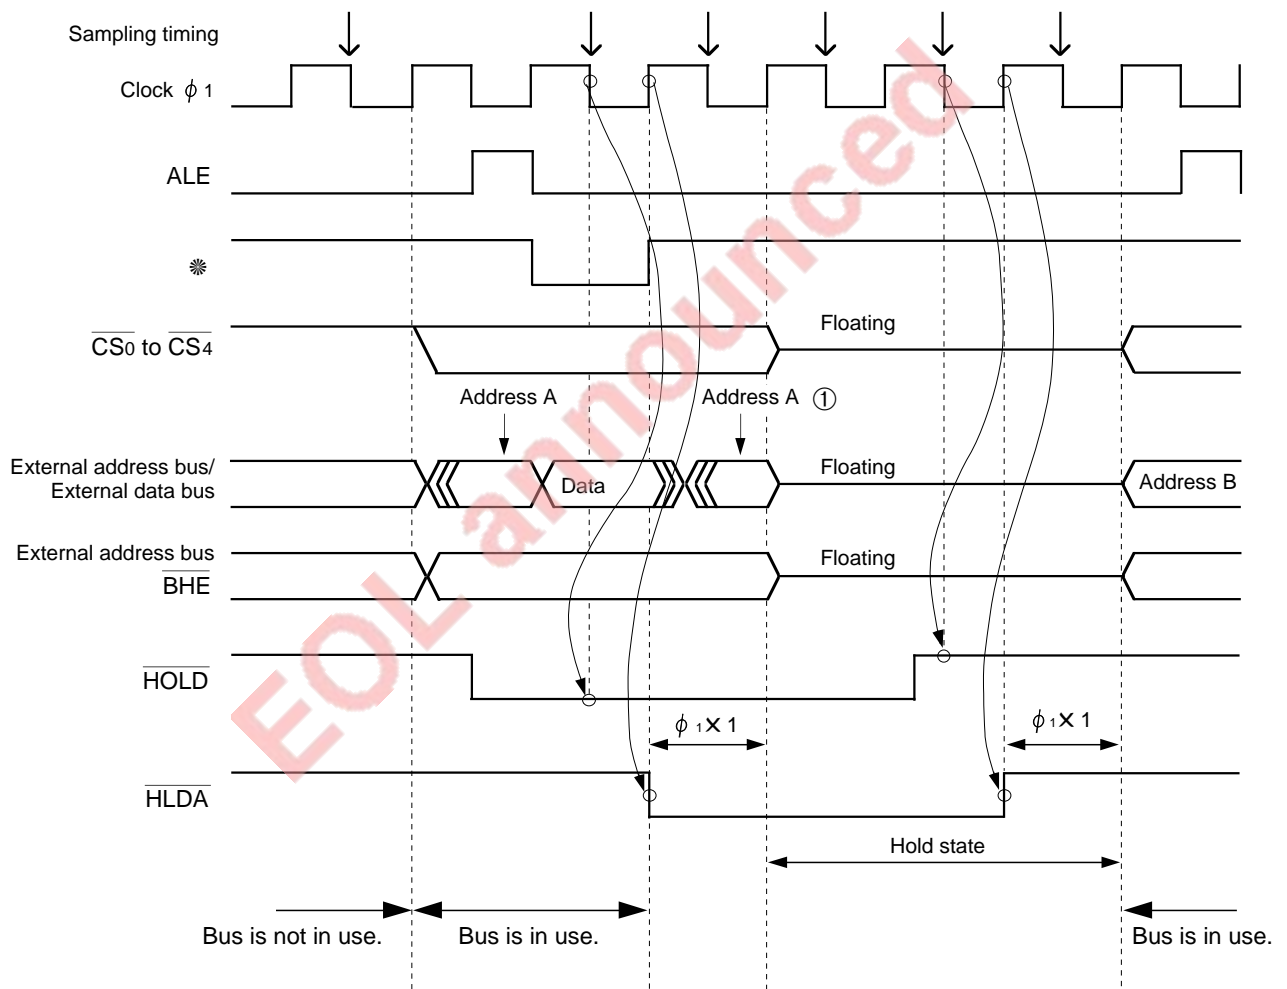 Sampling timing
Clock ϕ 1
ALE
❋
CS0 to CS4
Floating
Address A
Address A ①
External address bus/
External data bus
Data
Floating
Address B
External address bus
BHE
Floating
HOLD
ϕ 1 X 1
ϕ 1 X 1
HLDA
Hold state
Bus is not in use.
Bus is in use.
Bus is in use.
EOL announced